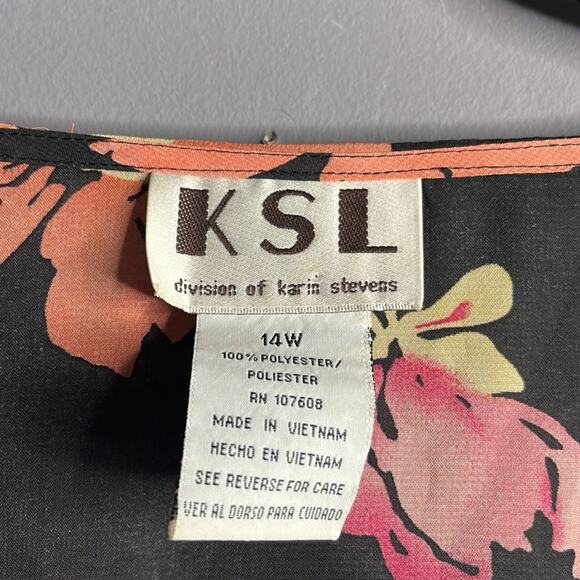 KSL
division of karin stevens
14W
100% POLYESTER/
POLIESTER
RN 107608
MADE IN VIETNAM
HECHO EN VIETNAM
SEE REVERSE FOR CARE
VER AL DORSO PARA CUIDADO